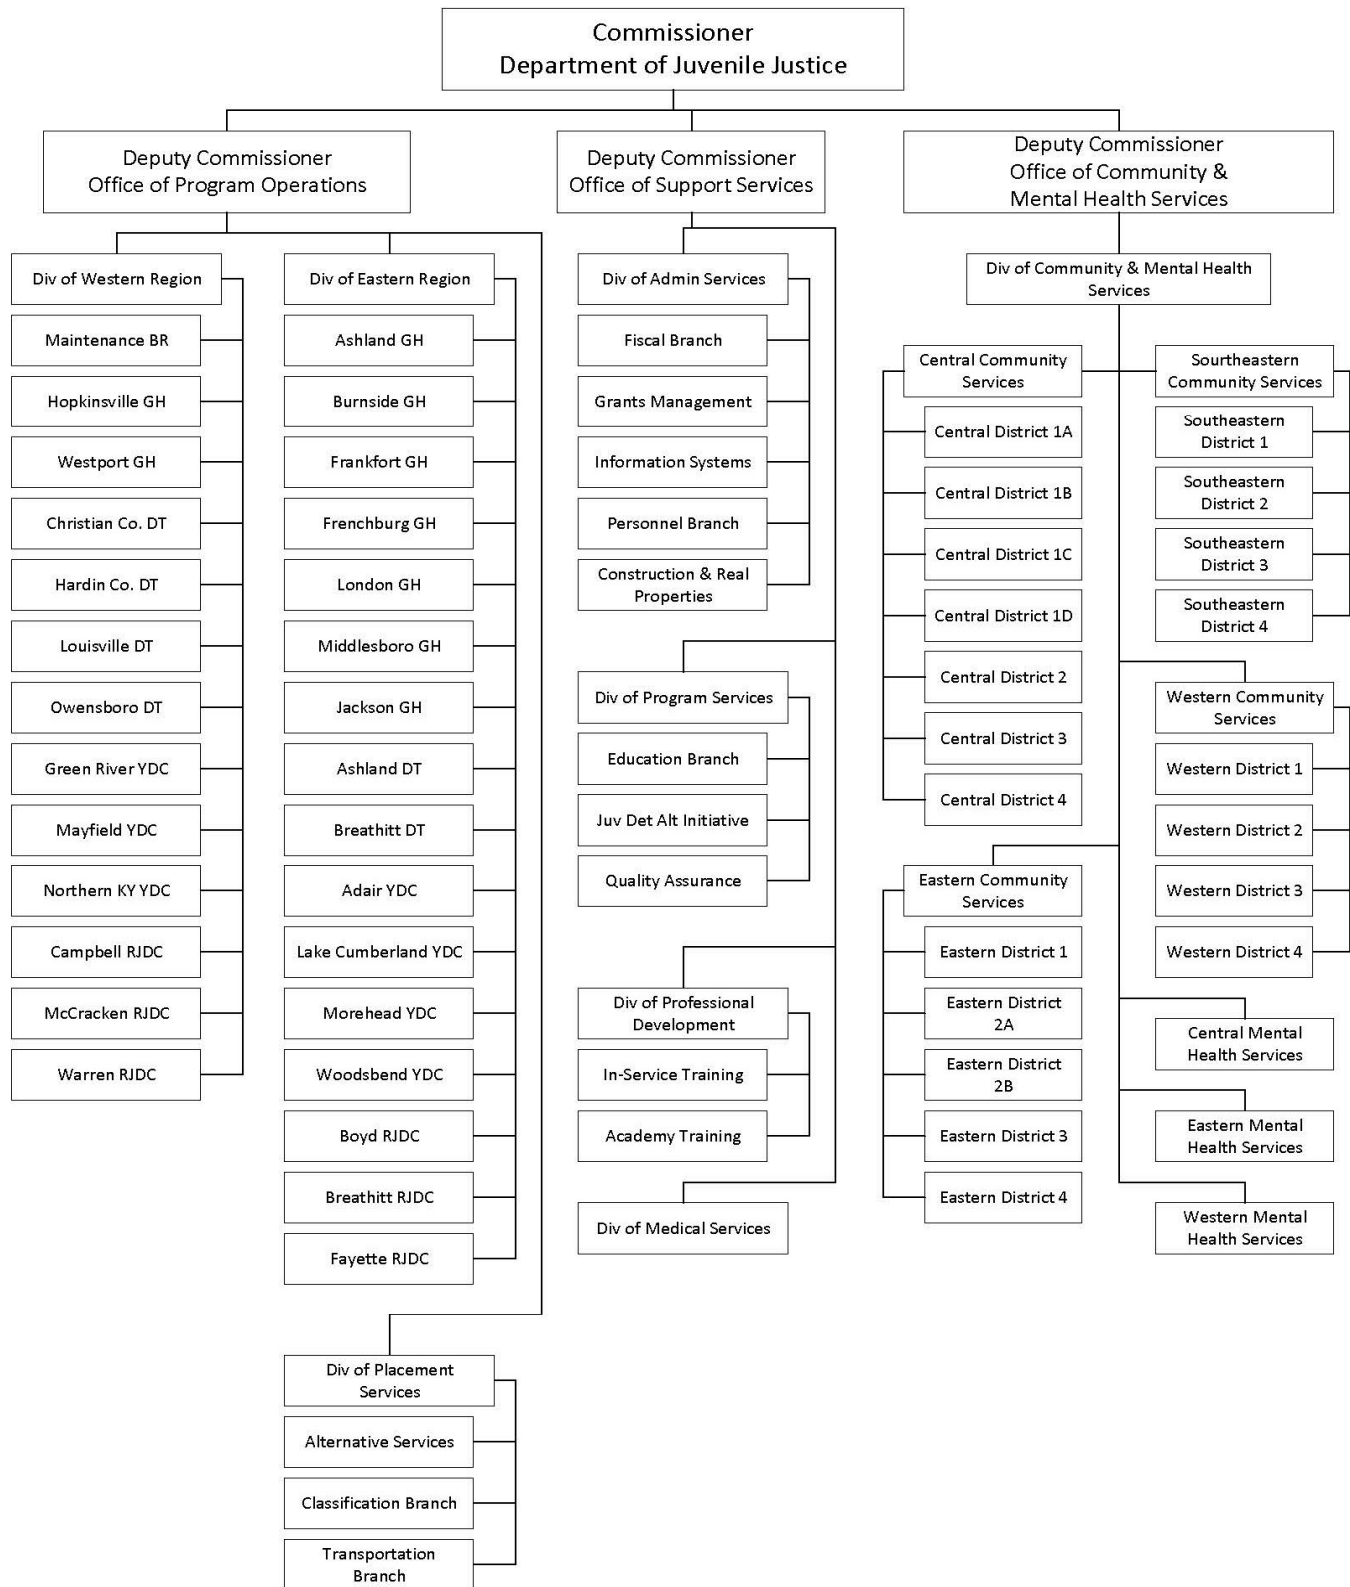 Commissioner
Department of Juvenile Justice
Deputy Commissioner
Office of Program Operations
Div of Western Region
Maintenance BR
Hopkinsville GH
Westport GH
Christian Co. DT
Hardin Co. DT
Louisville DT
Owensboro DT
Green River YDC
Mayfield YDC
Northern KY YDC
Campbell RJDC
McCracken RJDC
Warren RJDC
Div of Eastern Region
Ashland GH
Burnside GH
Frankfort GH
Frenchburg GH
London GH
Middlesboro GH
Jackson GH
Ashland DT
Breathitt DT
Adair YDC
Lake Cumberland YDC
Morehead YDC
Woodsbend YDC
Boyd RJDC
Breathitt RJDC
Fayette RJDC
Div of Placement
Services
Alternative Services
Classification Branch
Transportation
Branch
Deputy Commissioner
Office of Support Services
Div of Admin Services
Fiscal Branch
Grants Management
Information Systems
Personnel Branch
Construction & Real
Properties
Div of Program Services
Education Branch
Juv Det Alt Initiative
Quality Assurance
Div of Professional
Development
In-Service Training
Academy Training
Div of Medical Services
Deputy Commissioner
Office of Community &
Mental Health Services
Div of Community & Mental Health
Services
Central Community
Services
Central District 1A
Central District 1B
Central District 1C
Central District 1D
Central District 2
Central District 3
Central District 4
Eastern Community
Services
Eastern District 1
Eastern District
2A
Eastern District
2B
Eastern District 3
Eastern District 4
Sourteastern
Community Services
Southeastern
District 1
Southeastern
District 2
Southeastern
District 3
Southeastern
District 4
Western Community
Services
Western District 1
Western District 2
Western District 3
Western District 4
Central Mental
Health Services
Eastern Mental
Health Services
Western Mental
Health Services